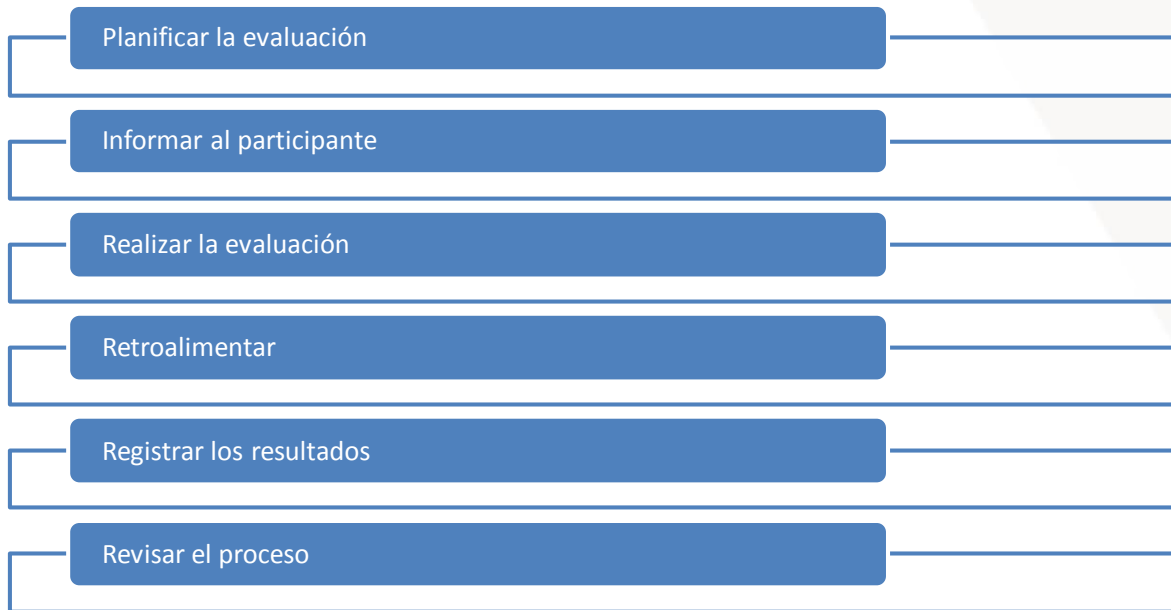 Planificar la evaluación
Informar al participante
Realizar la evaluación
Retroalimentar
Registrar los resultados
Revisar el proceso